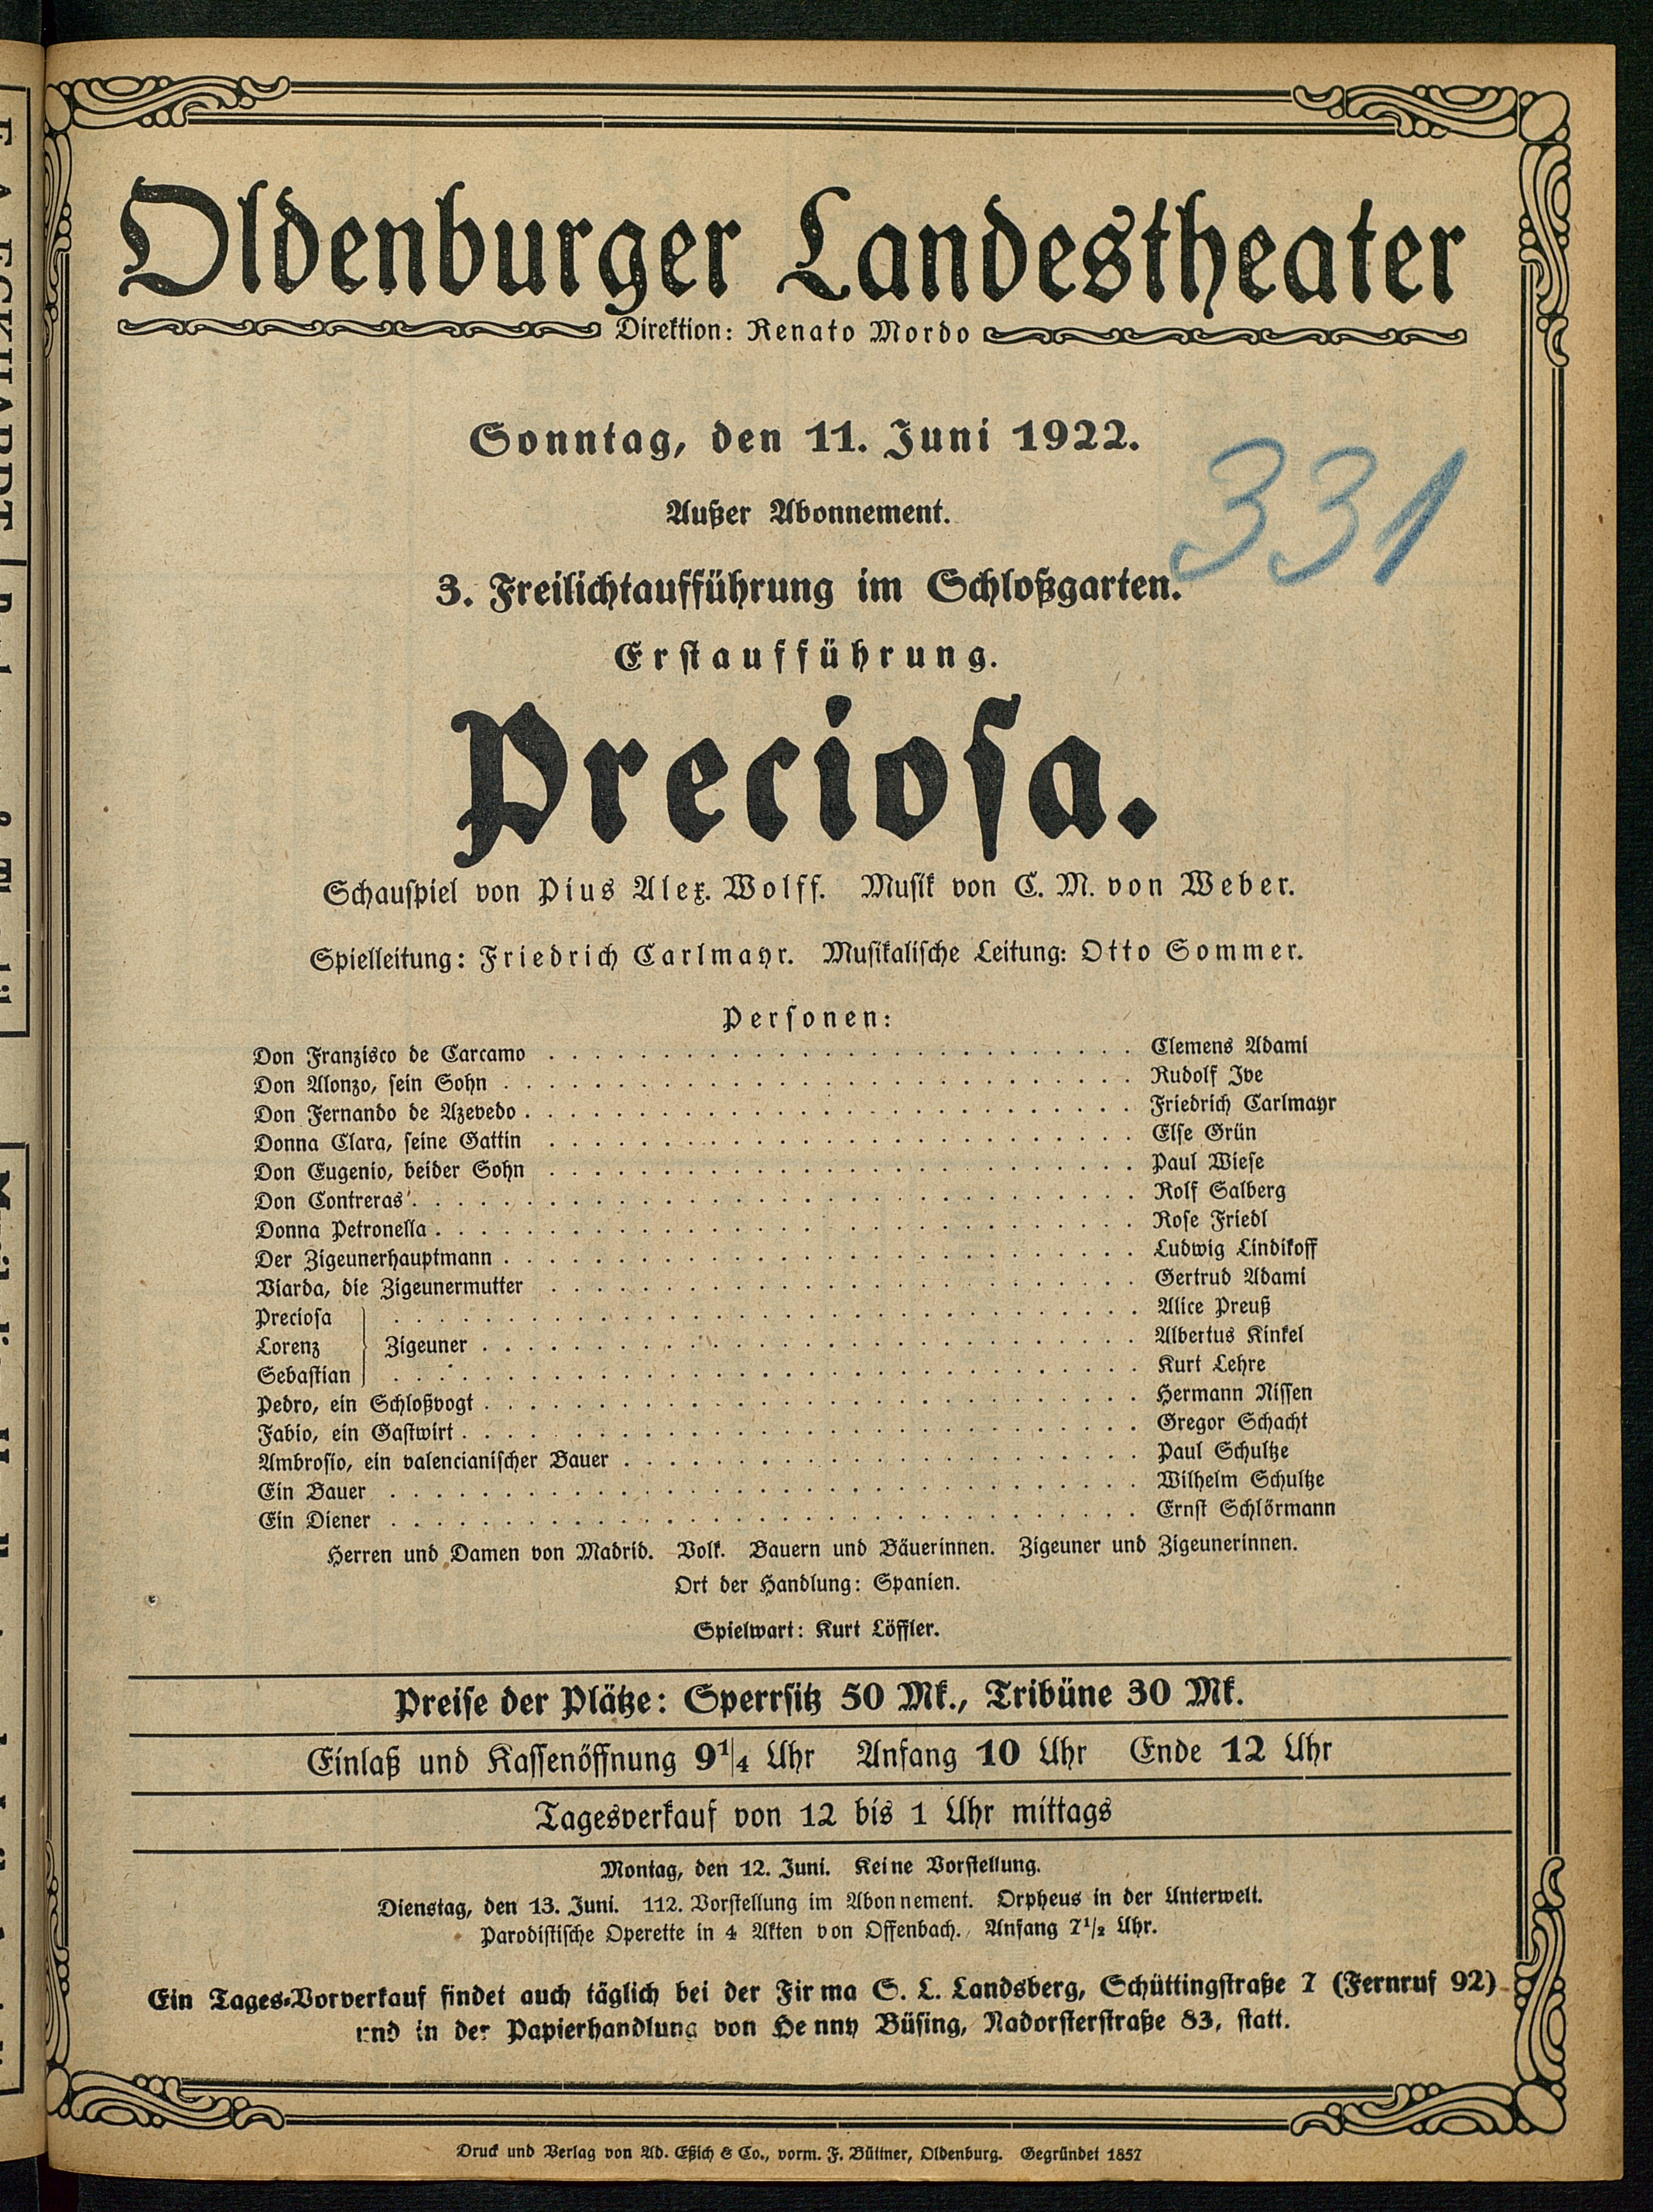 Oldenburger Landestheater
Direktion: Renato Mordo
Sonntag, den 11. Juni 1922.
331
Außer Abonnement.
3. Freilichtaufführung im Schloßgarten.
Erstaufführung.
Preciosa.
Schauspiel von Pius Alex. Wolff. Musik von C. M. von Weber.
Spielleitung: Friedrich Carlmayr. Musikalische Leitung: Otto Sommer.
Personen:
Don Franzisco de Carcamo . . . . . Clemens Adami
Don Alonzo, sein Sohn . . . . . Rudolf Ive
Don Fernando de Azevedo . . . . . Friedrich Carlmayr
Donna Clara, seine Gattin . . . . . Else Grün
Don Eugenio, beider Sohn . . . . . Paul Wiese
Don Contreras . . . . . Rolf Salberg
Donna Petronella . . . . . Rose Friedl
Der Zigeunerhauptmann . . . . . Ludwig Lindikoff
Viarda, die Zigeunermutter . . . . . Gertrud Adami
Preciosa . . . . . Alice Preuß
Lorenz } Zigeuner . . . . . Albertus Kinkel
Sebastian . . . . . Kurt Lehre
Pedro, ein Schloßvogt . . . . . Hermann Nissen
Fabio, ein Gastwirt . . . . . Gregor Schacht
Ambrosio, ein valencianischer Bauer . . . . . Paul Schultze
Ein Bauer . . . . . Wilhelm Schultze
Ein Diener . . . . . Ernst Schlörmann
Herren und Damen von Madrid. Volk. Bauern und Bäuerinnen. Zigeuner und Zigeunerinnen.
Ort der Handlung: Spanien.
Spielwart: Kurt Löffler.
Preise der Plätze: Sperrsitz 50 Mk., Tribüne 30 Mk.
Einlaß und Kassenöffnung 9¹/₄ Uhr Anfang 10 Uhr Ende 12 Uhr
Tagesverkauf von 12 bis 1 Uhr mittags
Montag, den 12. Juni. Keine Vorstellung.
Dienstag, den 13. Juni. 112. Vorstellung im Abonnement. Orpheus in der Unterwelt.
Parodistische Operette in 4 Akten von Offenbach. Anfang 7¹/₂ Uhr.
Ein Tages-Vorverkauf findet auch täglich bei der Firma S. L. Landsberg, Schüttingstraße 7 (Fernruf 92)
und in der Papierhandlung von Henny Büsing, Nadorsterstraße 83, statt.
Druck und Verlag von Ad. Eßich & Co., vorm. F. Büttner, Oldenburg. Gegründet 1857